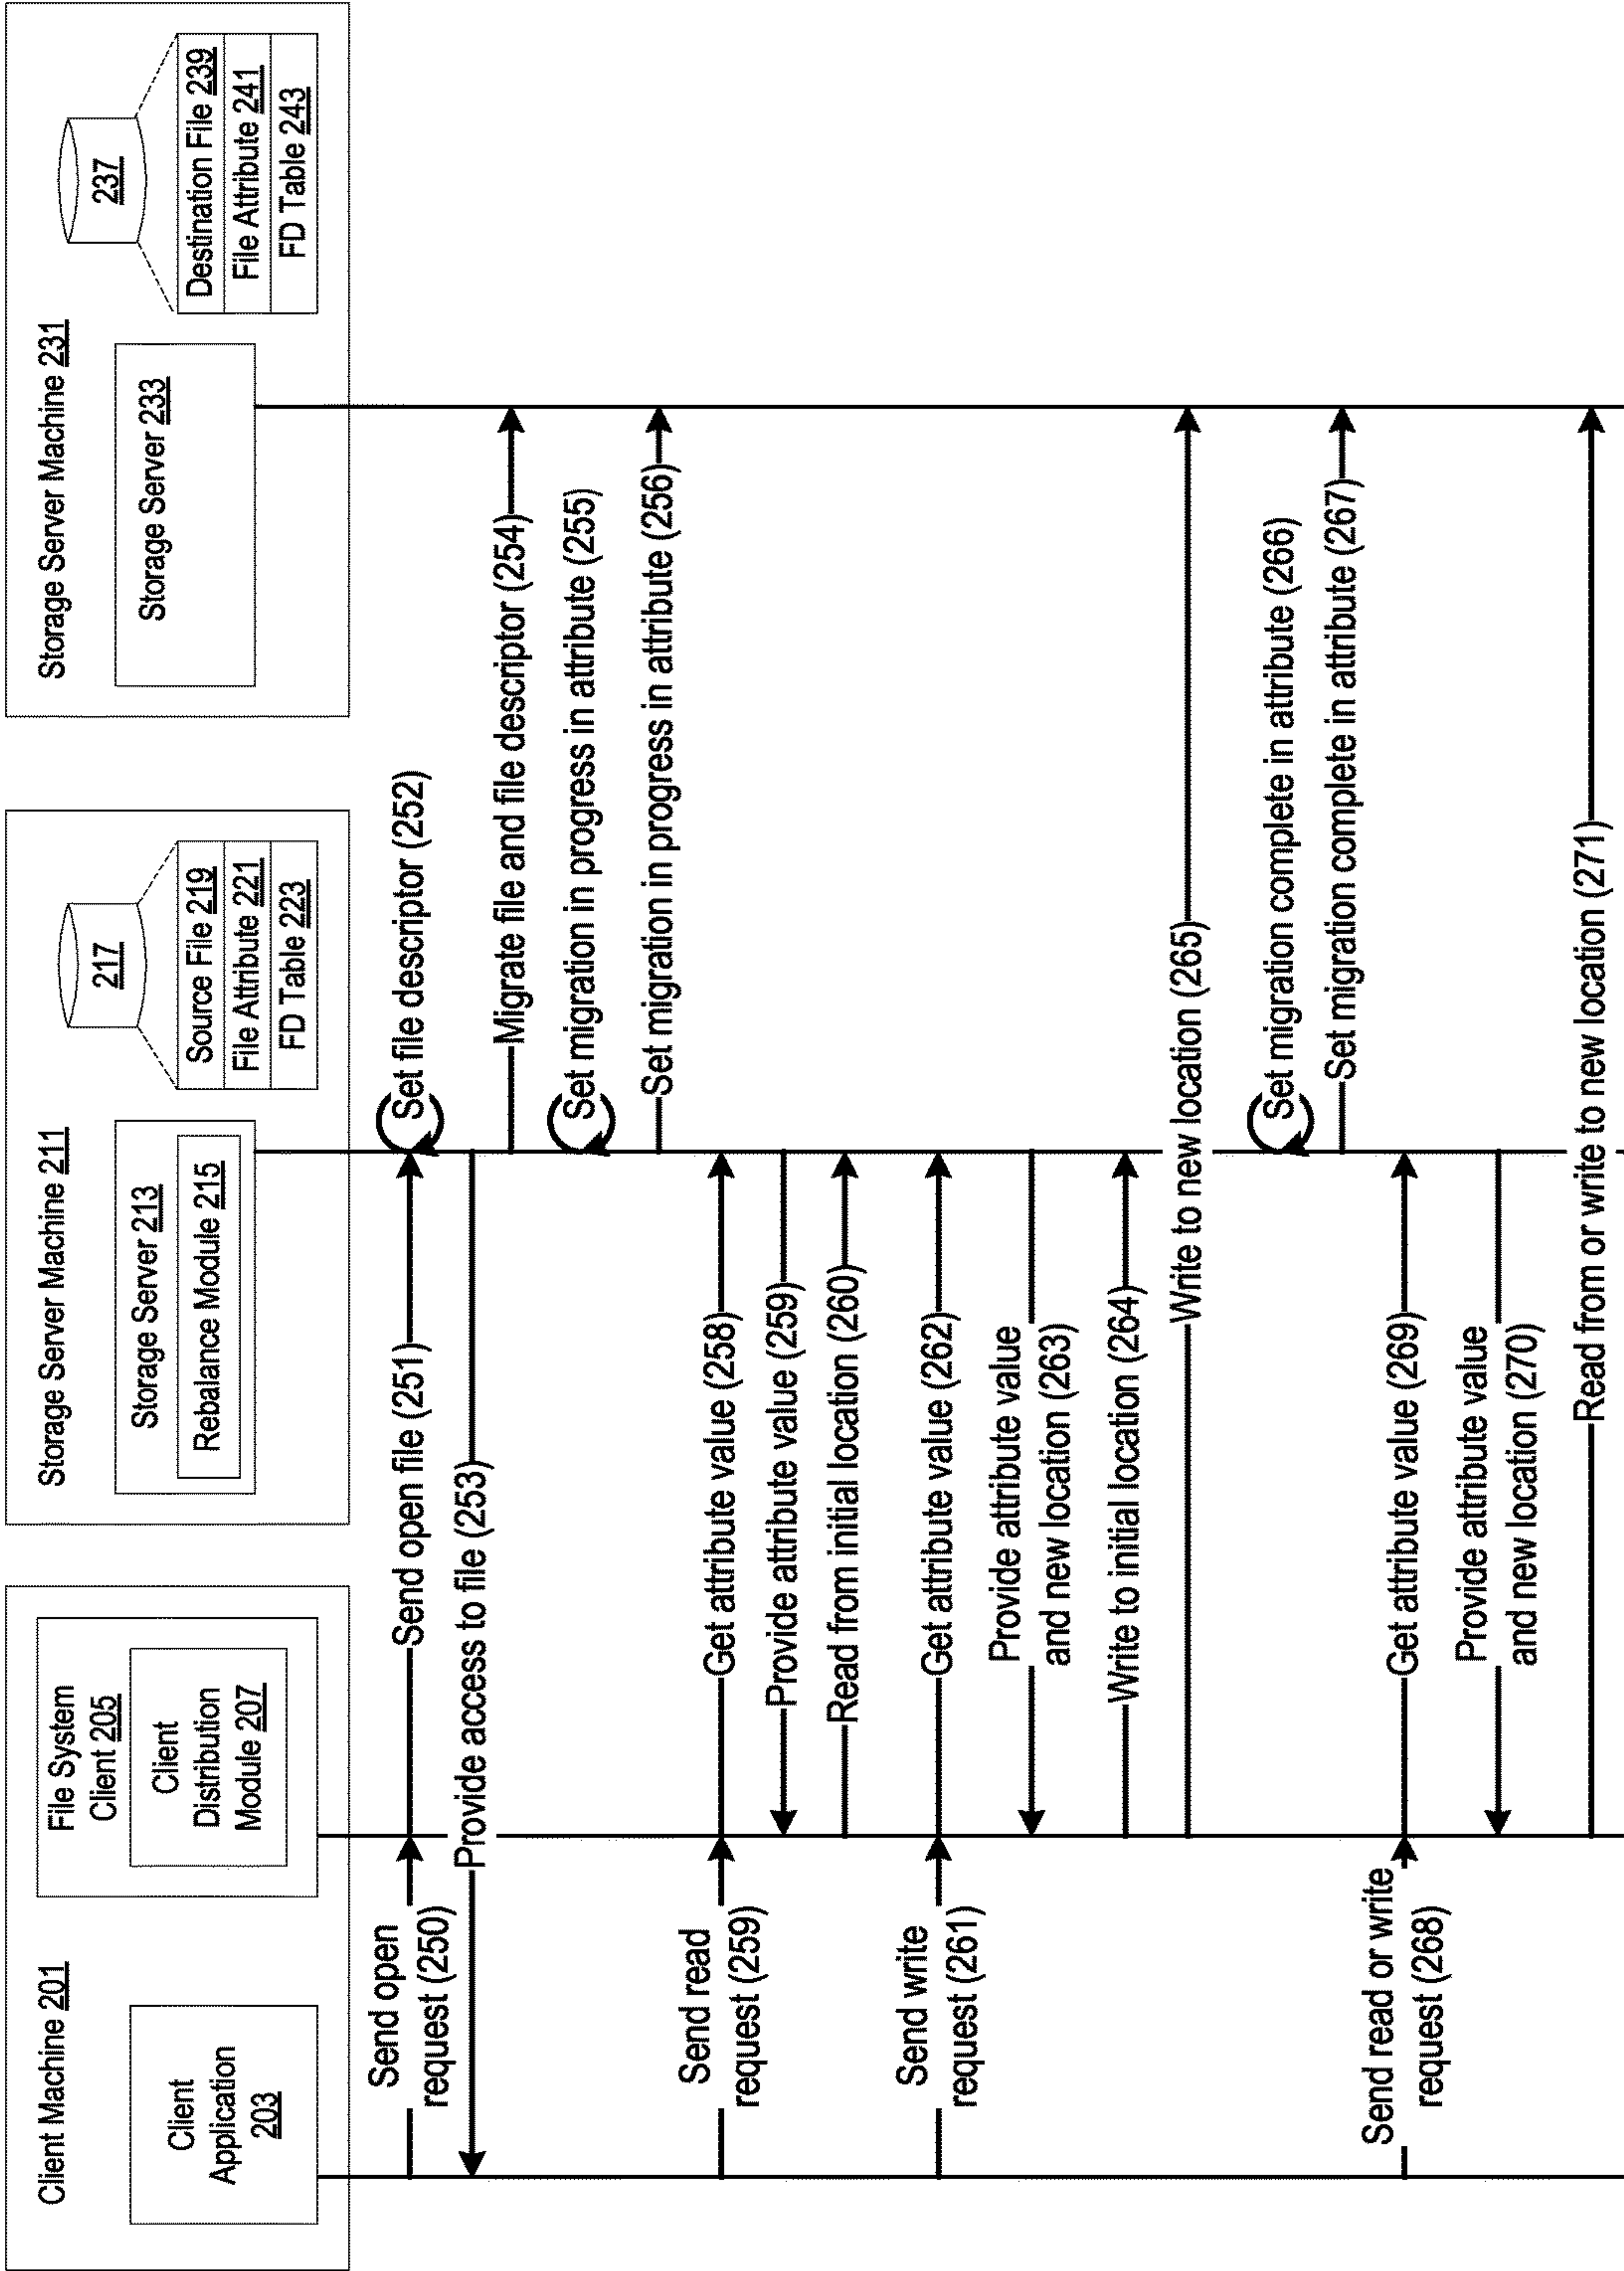 Client Machine 201
Client
Application
203
File System
Client 205
Client
Distribution
Module 207
Storage Server Machine 211
Storage Server 213
Rebalance Module 215
217
Source File 219
File Attribute 221
FD Table 223
Storage Server Machine 231
Storage Server 233
237
Destination File 239
File Attribute 241
FD Table 243
Send open
request (250)
Send open file (251)
Set file descriptor (252)
Provide access to file (253)
Migrate file and file descriptor (254)
Set migration in progress in attribute (255)
Set migration in progress in attribute (256)
Send read
request (259)
Get attribute value (258)
Provide attribute value (259)
Read from initial location (260)
Send write
request (261)
Get attribute value (262)
Provide attribute value
and new location (263)
Write to initial location (264)
Write to new location (265)
Set migration complete in attribute (266)
Set migration complete in attribute (267)
Send read or write
request (268)
Get attribute value (269)
Provide attribute value
and new location (270)
Read from or write to new location (271)